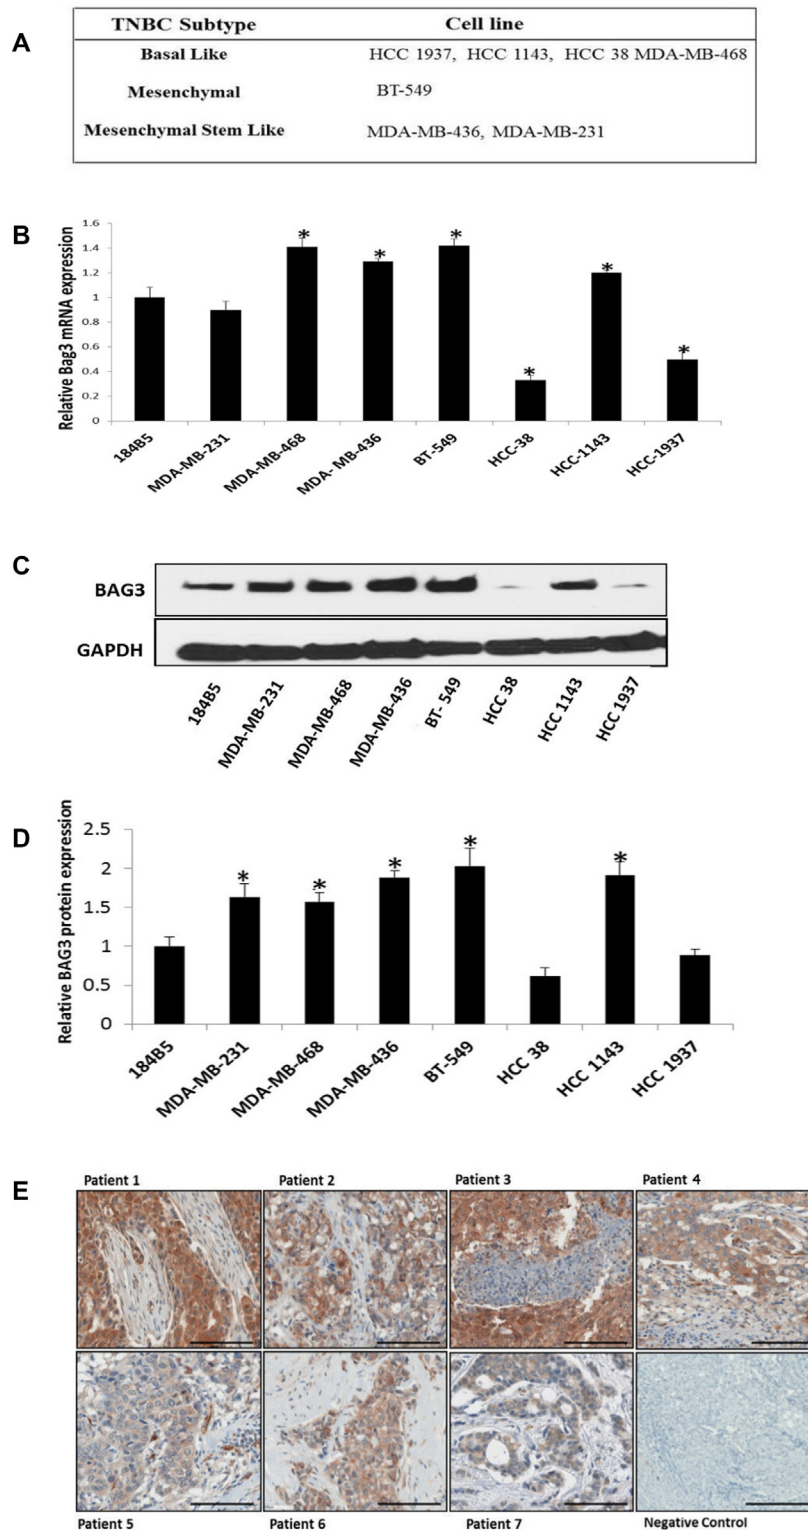 A
TNBC Subtype Cell line
Basal Like HCC 1937, HCC 1143, HCC 38 MDA-MB-468
Mesenchymal BT-549
Mesenchymal Stem Like MDA-MB-436, MDA-MB-231
B
Relative Bag3 mRNA expression
1.6
1.4
1.2
1
0.8
0.6
0.4
0.2
0
* * * * * *
184B5
MDA-MB-231
MDA-MB-468
MDA- MB-436
BT-549
HCC-38
HCC-1143
HCC-1937
C
BAG3
GAPDH
184B5
MDA-MB-231
MDA-MB-468
MDA-MB-436
BT- 549
HCC 38
HCC 1143
HCC 1937
D
Relative BAG3 protein expression
2.5
2
1.5
1
0.5
0
* * * * *
184B5
MDA-MB-231
MDA-MB-468
MDA-MB-436
BT-549
HCC 38
HCC 1143
HCC 1937
E
Patient 1 Patient 2 Patient 3 Patient 4
Patient 5 Patient 6 Patient 7 Negative Control